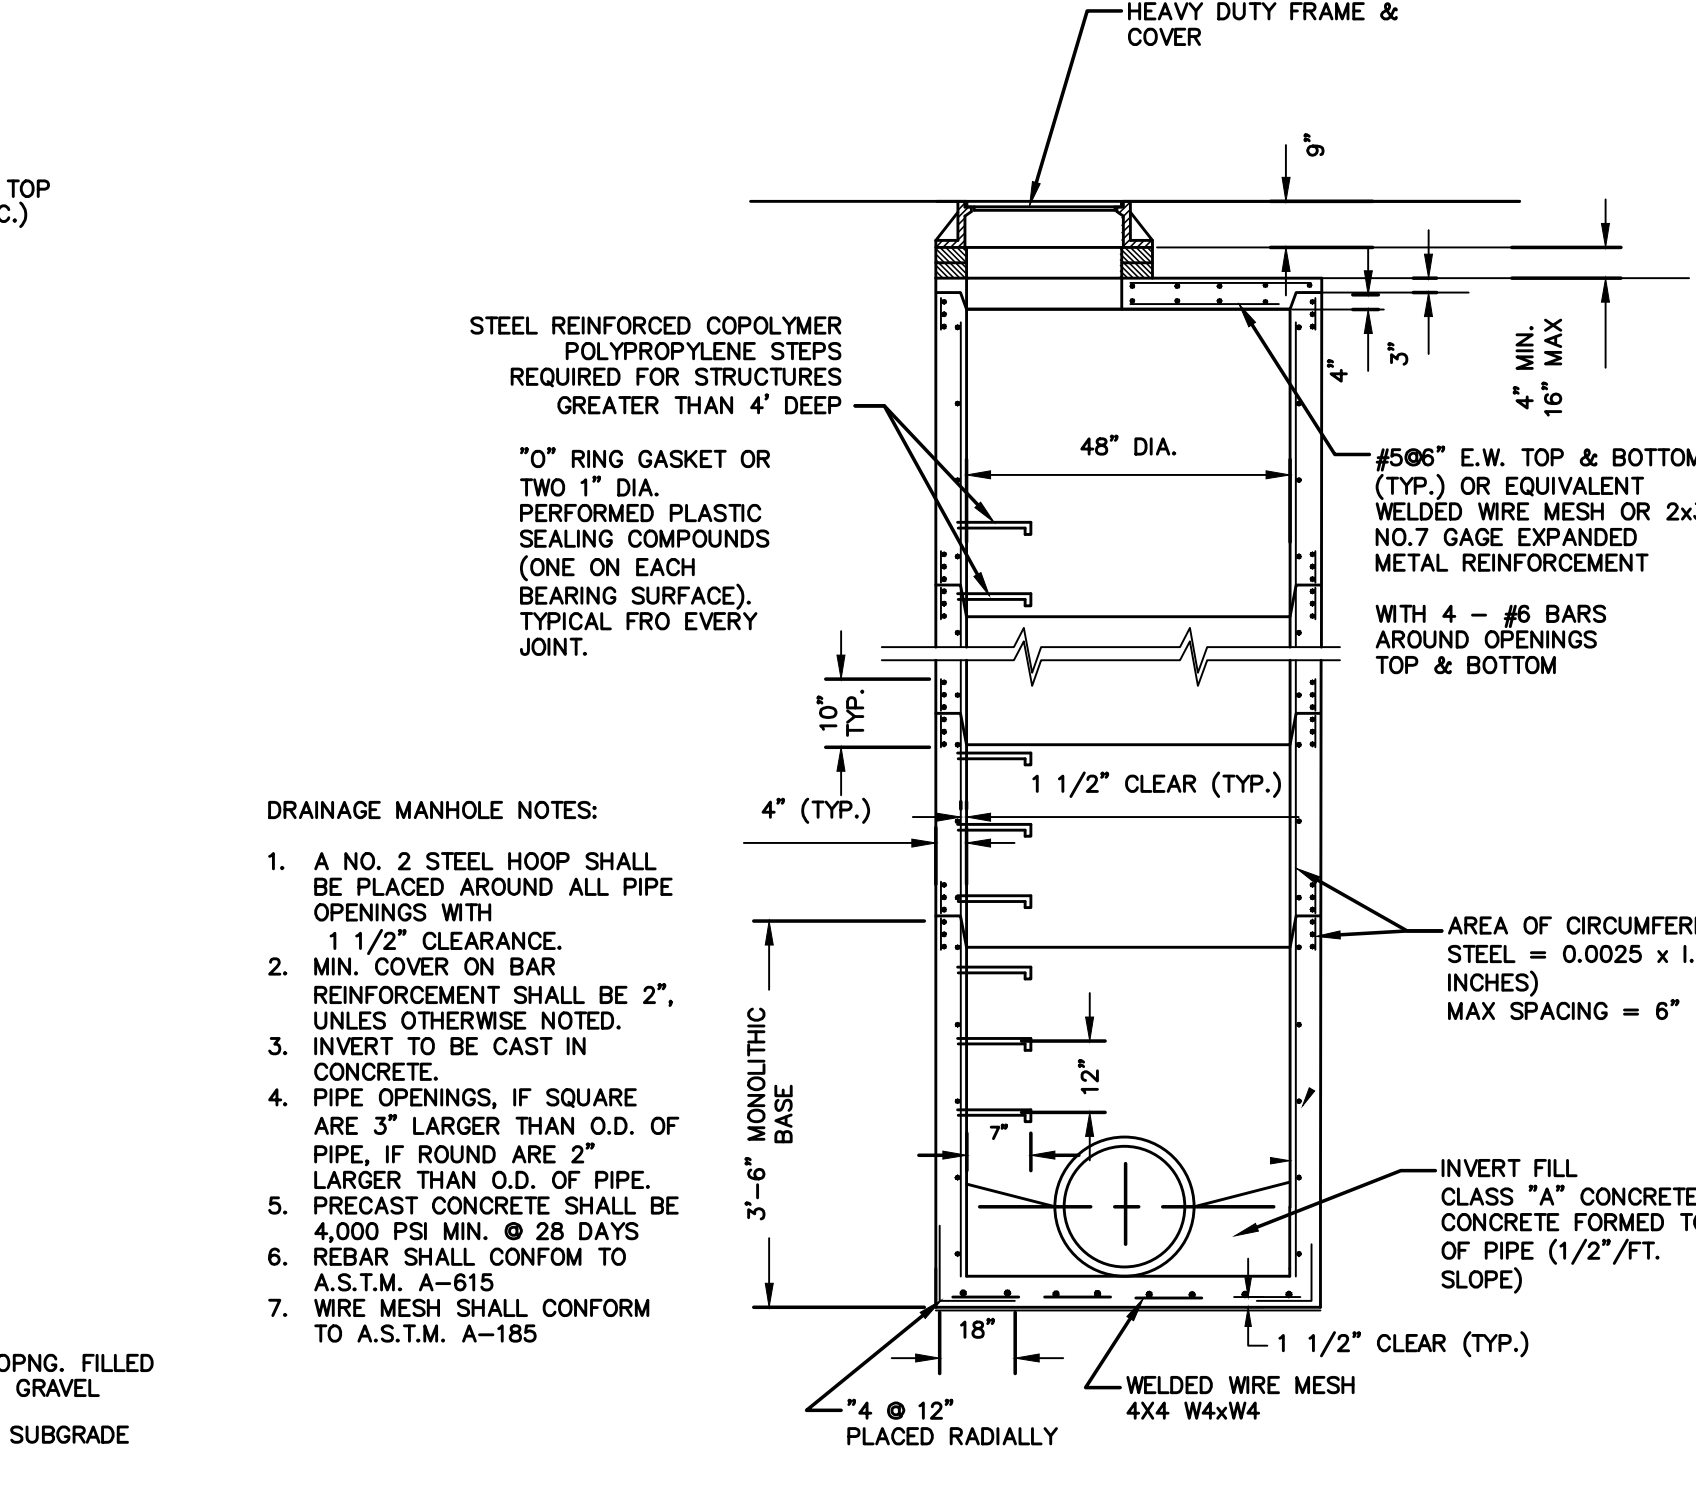 HEAVY DUTY FRAME &
COVER
9"
TOP
C.)
4" MIN.
16" MAX
3"
4"
STEEL REINFORCED COPOLYMER
POLYPROPYLENE STEPS
REQUIRED FOR STRUCTURES
GREATER THAN 4' DEEP
"O" RING GASKET OR
TWO 1" DIA.
PERFORMED PLASTIC
SEALING COMPOUNDS
(ONE ON EACH
BEARING SURFACE).
TYPICAL FRO EVERY
JOINT.
48" DIA.
#5@6" E.W. TOP & BOTTOM
(TYP.) OR EQUIVALENT
WELDED WIRE MESH OR 2x3
NO.7 GAGE EXPANDED
METAL REINFORCEMENT
WITH 4 - #6 BARS
AROUND OPENINGS
TOP & BOTTOM
10"
TYP.
1 1/2" CLEAR (TYP.)
4" (TYP.)
DRAINAGE MANHOLE NOTES:
1. A NO. 2 STEEL HOOP SHALL
BE PLACED AROUND ALL PIPE
OPENINGS WITH
1 1/2" CLEARANCE.
2. MIN. COVER ON BAR
REINFORCEMENT SHALL BE 2",
UNLES OTHERWISE NOTED.
3. INVERT TO BE CAST IN
CONCRETE.
4. PIPE OPENINGS, IF SQUARE
ARE 3" LARGER THAN O.D. OF
PIPE, IF ROUND ARE 2"
LARGER THAN O.D. OF PIPE.
5. PRECAST CONCRETE SHALL BE
4,000 PSI MIN. @ 28 DAYS
6. REBAR SHALL CONFOM TO
A.S.T.M. A-615
7. WIRE MESH SHALL CONFORM
TO A.S.T.M. A-185
3'-6" MONOLITHIC
BASE
12"
7"
AREA OF CIRCUMFER
STEEL = 0.0025 x I.
INCHES)
MAX SPACING = 6"
INVERT FILL
CLASS "A" CONCRETE
CONCRETE FORMED TO
OF PIPE (1/2"/FT.
SLOPE)
18"
1 1/2" CLEAR (TYP.)
WELDED WIRE MESH
4X4 W4xW4
"4 @ 12"
PLACED RADIALLY
OPNG. FILLED
GRAVEL
SUBGRADE